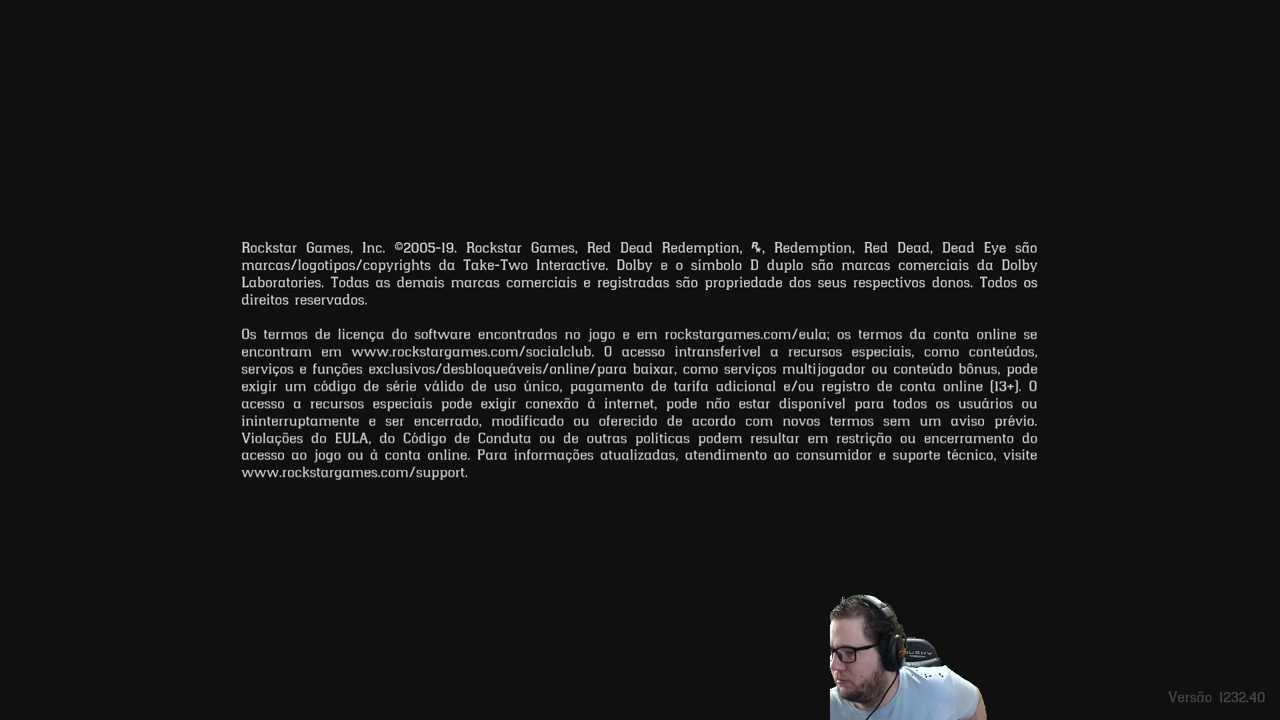 Rockstar Games, Inc. ©2005-19. Rockstar Games, Red Dead Redemption, R★, Redemption, Red Dead, Dead Eye são
marcas/logotipos/copyrights da Take-Two Interactive. Dolby e o símbolo D duplo são marcas comerciais da Dolby
Laboratories. Todas as demais marcas comerciais e registradas são propriedade dos seus respectivos donos. Todos os
direitos reservados.
Os termos de licença do software encontrados no jogo e em rockstargames.com/eula; os termos da conta online se
encontram em www.rockstargames.com/socialclub. O acesso intransferível a recursos especiais, como conteúdos,
serviços e funções exclusivos/desbloqueáveis/online/para baixar, como serviços multijogador ou conteúdo bônus, pode
exigir um código de série válido de uso único, pagamento de tarifa adicional e/ou registro de conta online (13+). O
acesso a recursos especiais pode exigir conexão à internet, pode não estar disponível para todos os usuários ou
ininterruptamente e ser encerrado, modificado ou oferecido de acordo com novos termos sem um aviso prévio.
Violações do EULA, do Código de Conduta ou de outras políticas podem resultar em restrição ou encerramento do
acesso ao jogo ou à conta online. Para informações atualizadas, atendimento ao consumidor e suporte técnico, visite
www.rockstargames.com/support.
Versão 1232.40